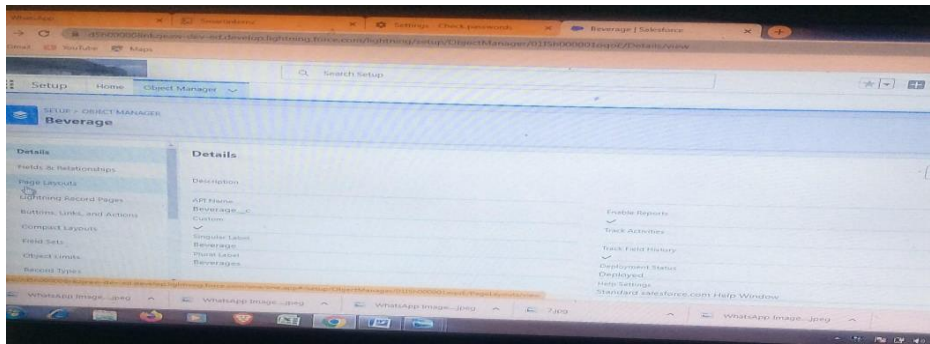 WhatsApp
Smartinternz
Settings - Check passwords
Beverage | Salesforce
Gmail YouTube Maps
Search Setup
Setup Home Object Manager
SETUP > OBJECT MANAGER
Beverage
Details
Fields & Relationships
Page Layouts
Lightning Record Pages
Buttons, Links, and Actions
Compact Layouts
Field Sets
Object Limits
Record Types
Details
Description
API Name
Beverage__c
Custom
✓
Singular Label
Beverage
Plural Label
Beverages
Enable Reports
✓
Track Activities
Track Field History
✓
Deployment Status
Deployed
Help Settings
Standard salesforce.com Help Window
WhatsApp Image...jpeg
WhatsApp Image...jpeg
WhatsApp Image...jpeg
7.jpg
WhatsApp Image...jpeg